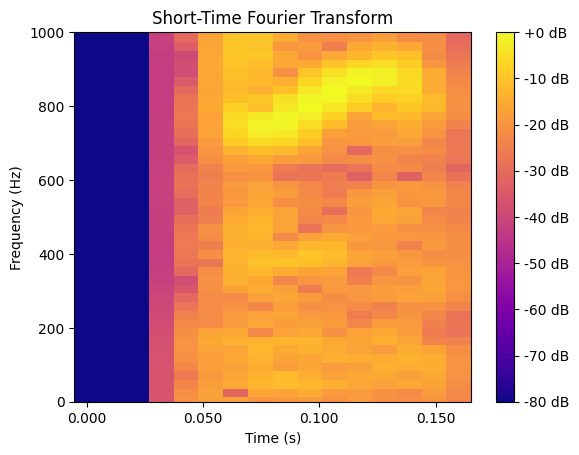 Short-Time Fourier Transform
1000
800
600
400
200
0
Frequency (Hz)
0.000
0.050
0.100
0.150
Time (s)
+0 dB
-10 dB
-20 dB
-30 dB
-40 dB
-50 dB
-60 dB
-70 dB
-80 dB